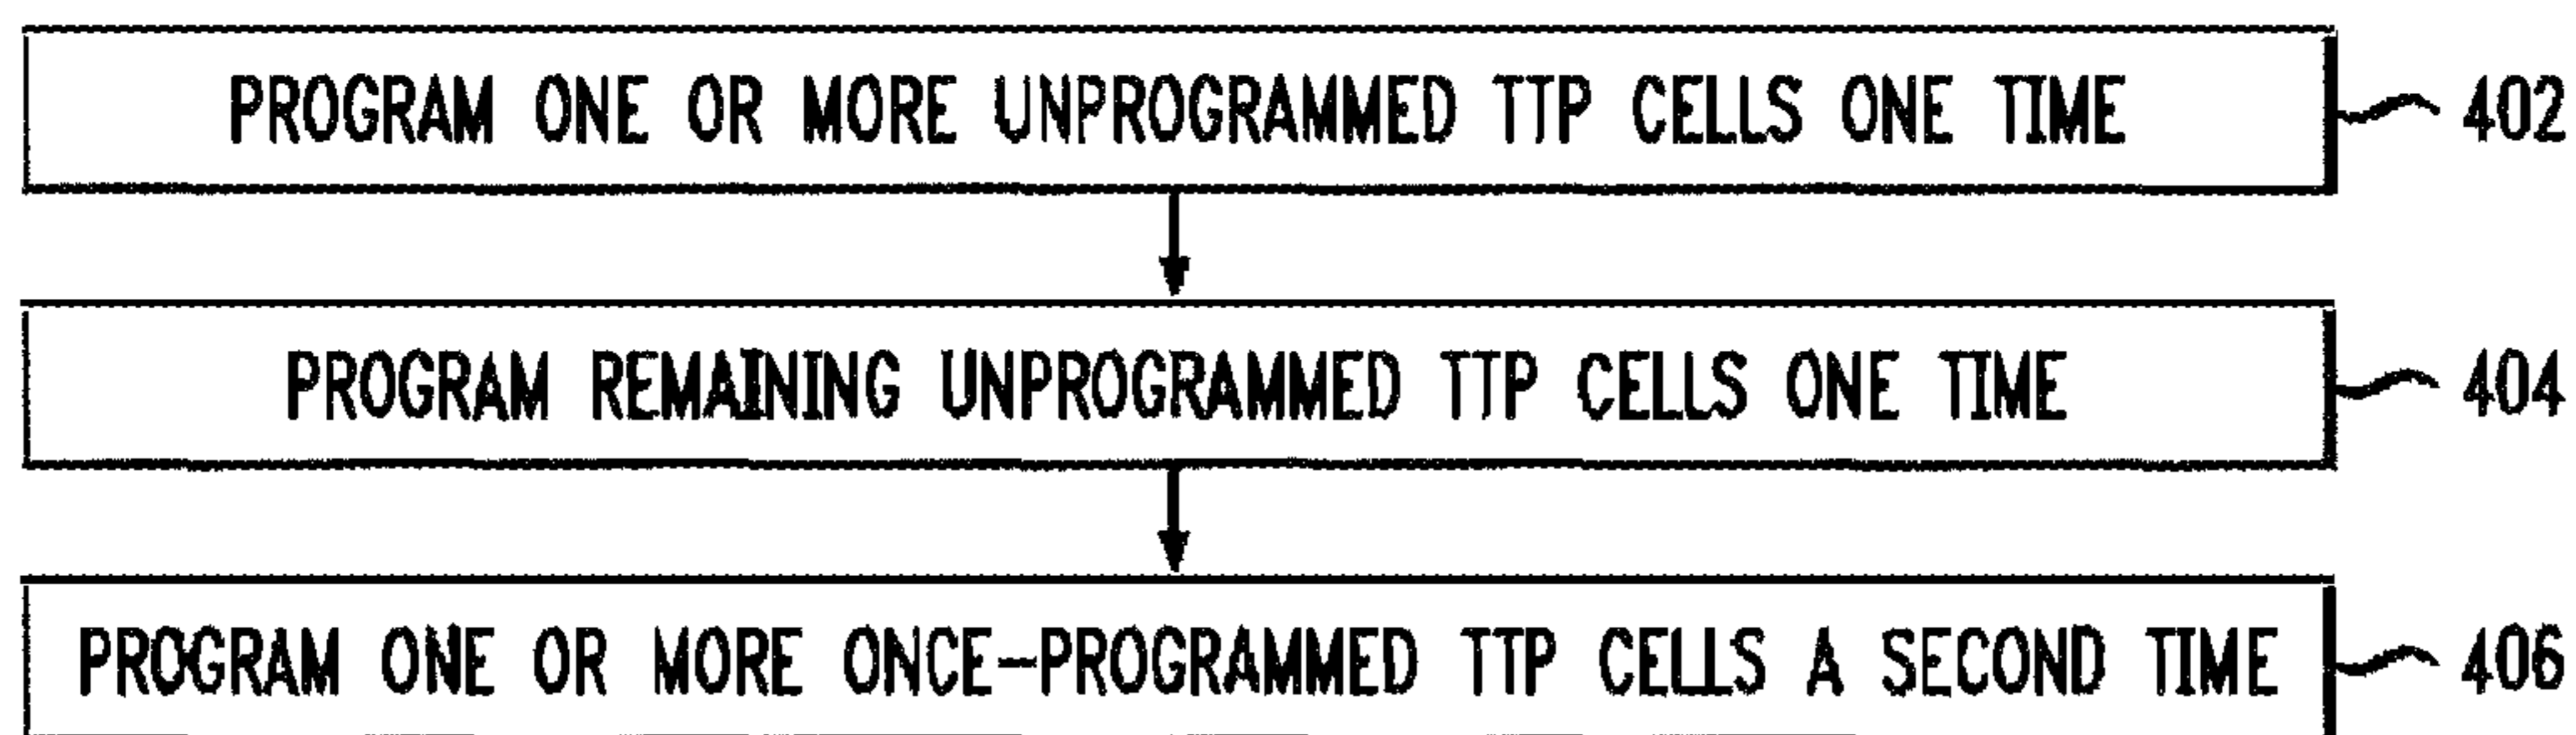 PROGRAM ONE OR MORE UNPROGRAMMED TTP CELLS ONE TIME 402
PROGRAM REMAINING UNPROGRAMMED TTP CELLS ONE TIME 404
PROGRAM ONE OR MORE ONCE-PROGRAMMED TTP CELLS A SECOND TIME 406